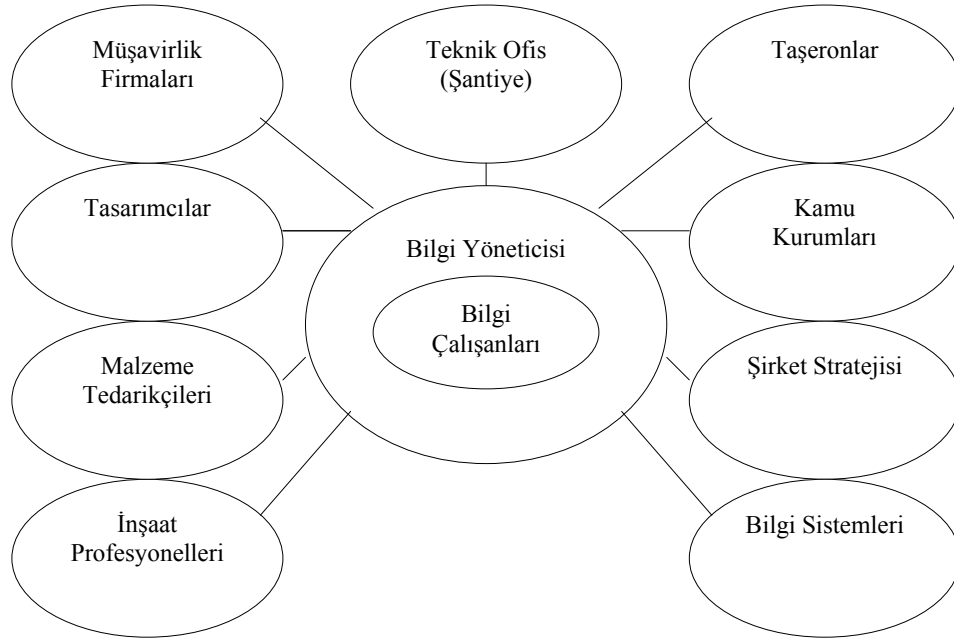 Müşavirlik
Firmaları
Teknik Ofis
(Şantiye)
Taşeronlar
Tasarımcılar
Kamu
Kurumları
Bilgi Yöneticisi
Bilgi
Çalışanları
Malzeme
Tedarikçileri
Şirket Stratejisi
İnşaat
Profesyonelleri
Bilgi Sistemleri